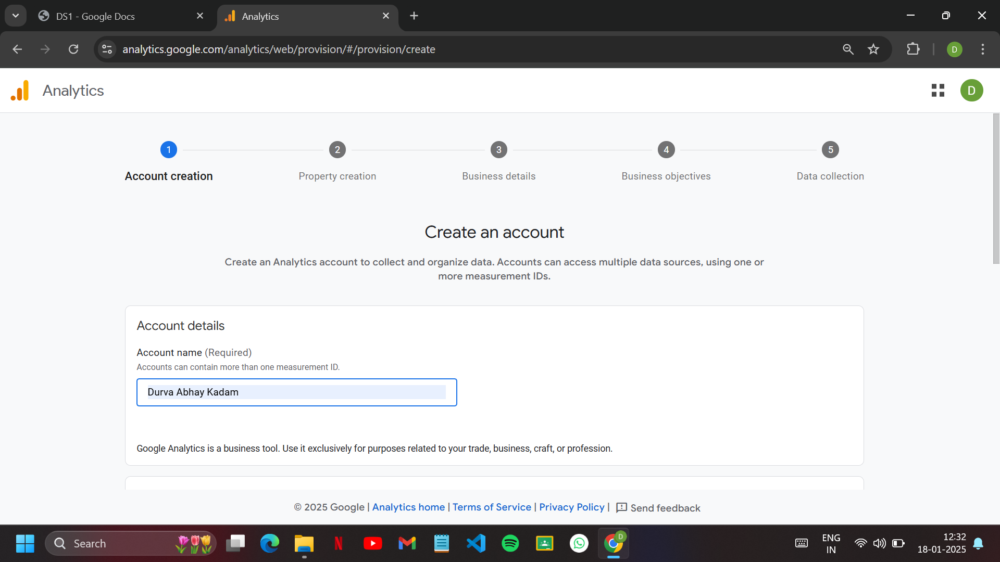 DS1 - Google Docs
Analytics
analytics.google.com/analytics/web/provision/#/provision/create
D
Analytics
D
1
2
3
4
5
Account creation
Property creation
Business details
Business objectives
Data collection
Create an account
Create an Analytics account to collect and organize data. Accounts can access multiple data sources, using one or
more measurement IDs.
Account details
Account name (Required)
Accounts can contain more than one measurement ID.
Durva Abhay Kadam
Google Analytics is a business tool. Use it exclusively for purposes related to your trade, business, craft, or profession.
© 2025 Google | Analytics home | Terms of Service | Privacy Policy | Send feedback
Search
N
D
ENG
IN
12:32
18-01-2025